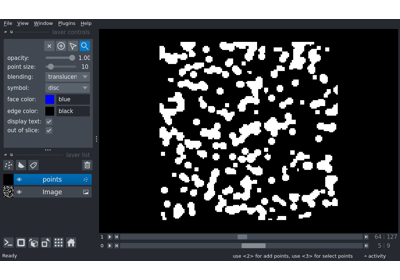 File View Window Plugins Help
layer controls
opacity: 1.00
point size: 10
blending: translucen
symbol: disc
face color: blue
edge color: black
display text:
out of slice:
layer list
points
Image
1 64 127
0 5 9
Ready use <2> for add points, use <3> for select points activity